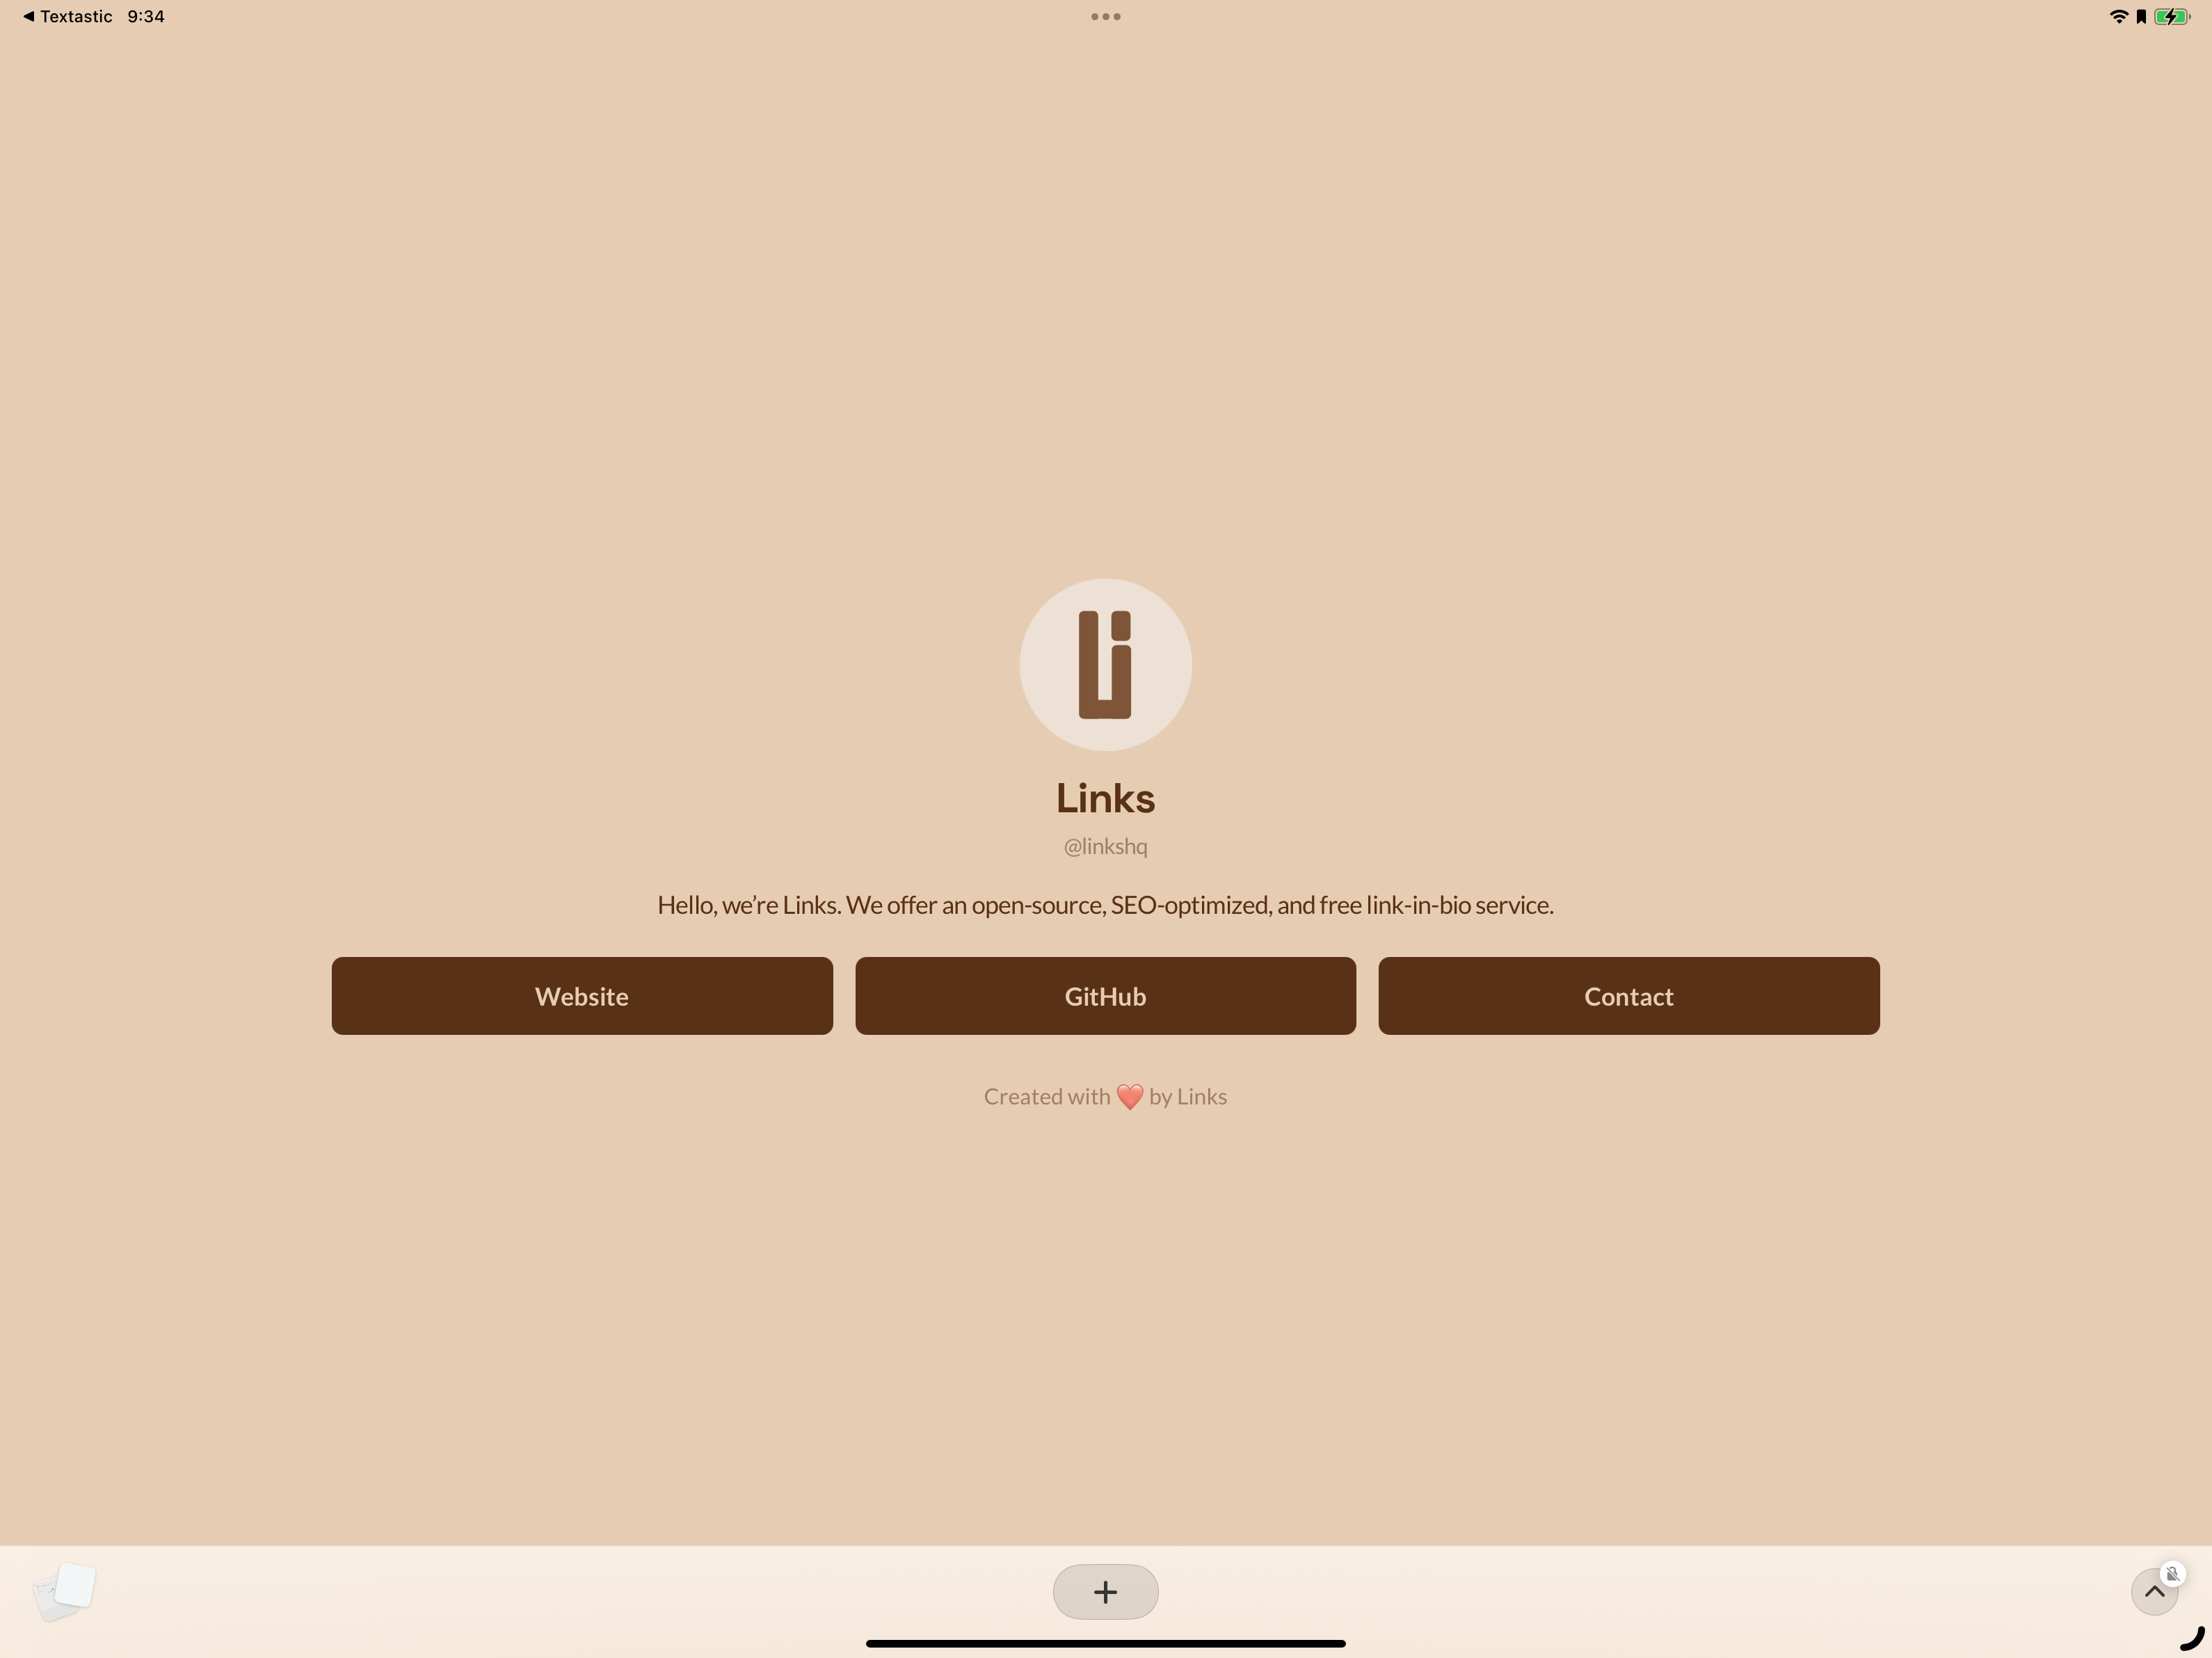 Textastic 9:34
Li
Links
@linkshq
Hello, we’re Links. We offer an open-source, SEO-optimized, and free link-in-bio service.
Website GitHub Contact
Created with ❤️ by Links